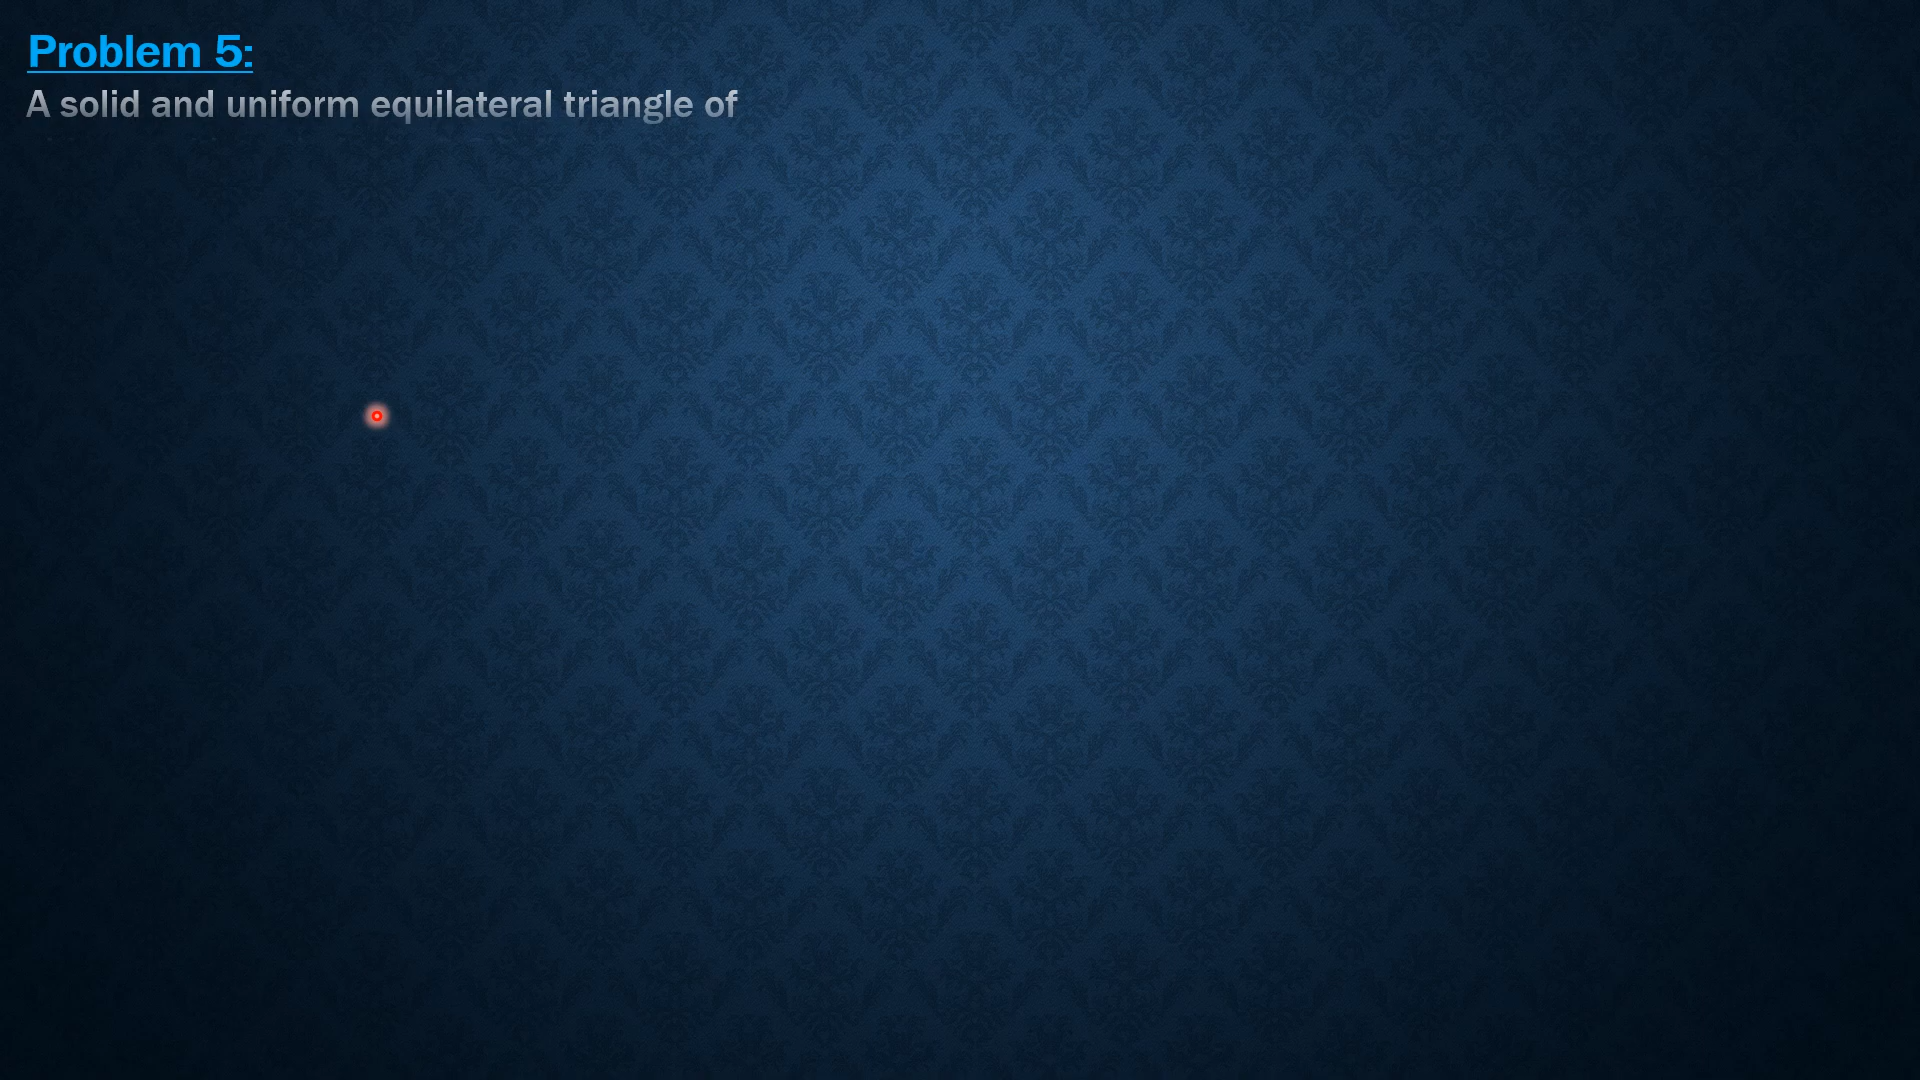 Problem 5:
A solid and uniform equilateral triangle of